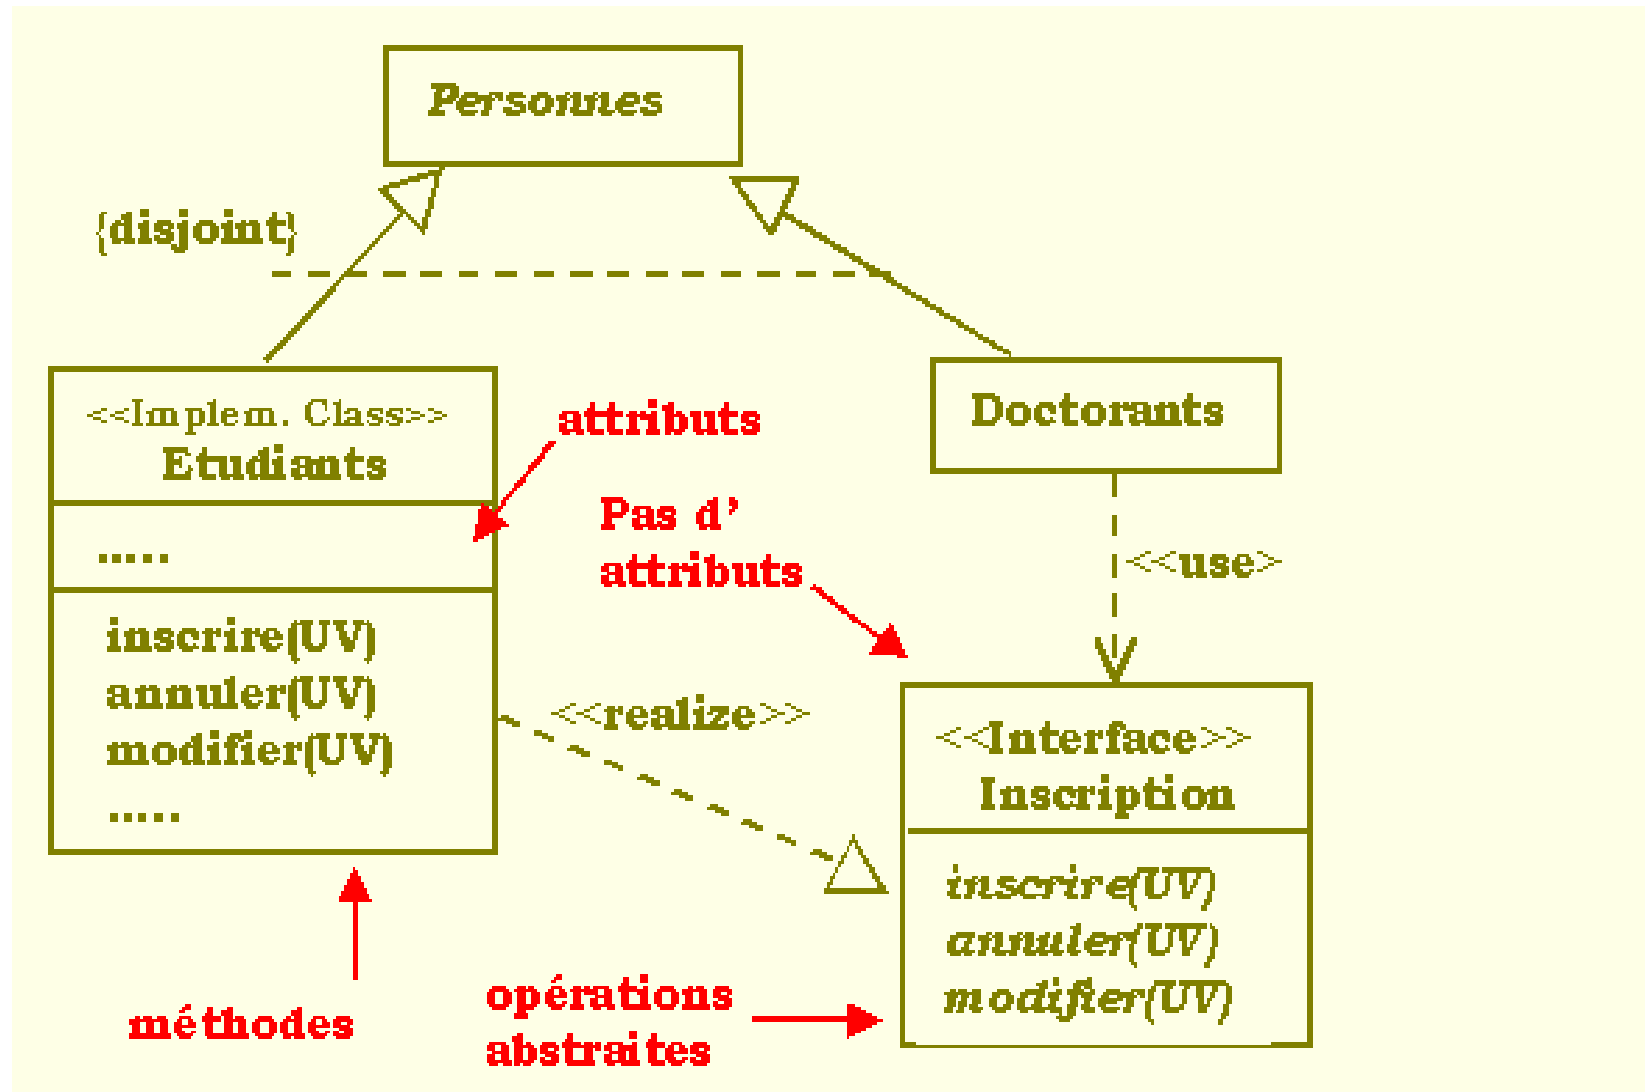 Personnes
{disjoint}
<<Implem. Class>>
Etudiants
.....
inscrire(UV)
annuler(UV)
modifier(UV)
.....
attributs
Pas d’
attributs
Doctorants
<<use>
<<realize>>
<<Interface>>
Inscription
inscrire(UV)
annuler(UV)
modifier(UV)
méthodes
opérations
abstraites